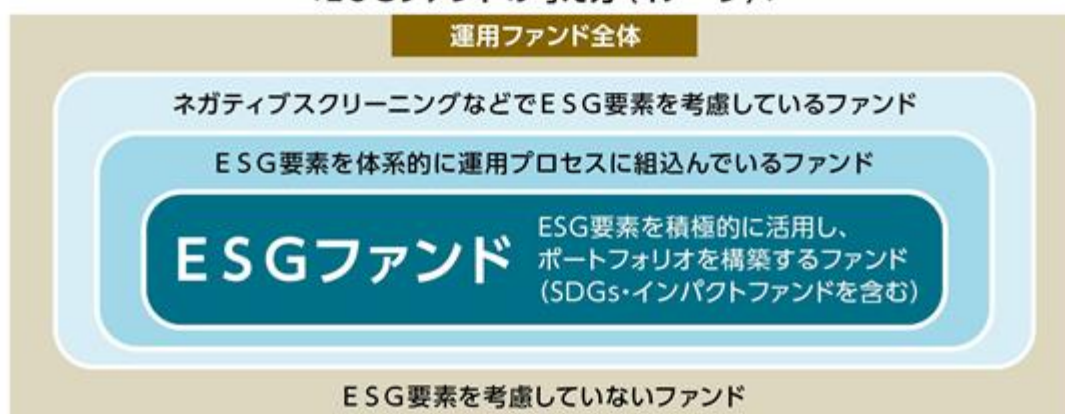 運用ファンド全体
ネガティブスクリーニングなどでESG要素を考慮しているファンド
ESG要素を体系的に運用プロセスに組込んでいるファンド
ESGファンド
ESG要素を積極的に活用し、
ポートフォリオを構築するファンド
(SDGs・インパクトファンドを含む)
ESG要素を考慮していないファンド